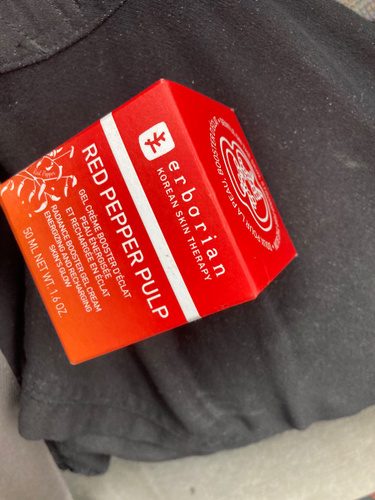 erborian
KOREAN SKIN THERAPY
RED PEPPER PULP
GEL CRÈME BOOSTER D'ÉCLAT
PEAU ÉNERGISÉE
ET RECHARGÉE EN ÉCLAT
RADIANCE BOOSTER GEL CREAM
ENERGIZING AND RECHARGING
SKIN'S GLOW
50 ML NET WT. 1.6 OZ.